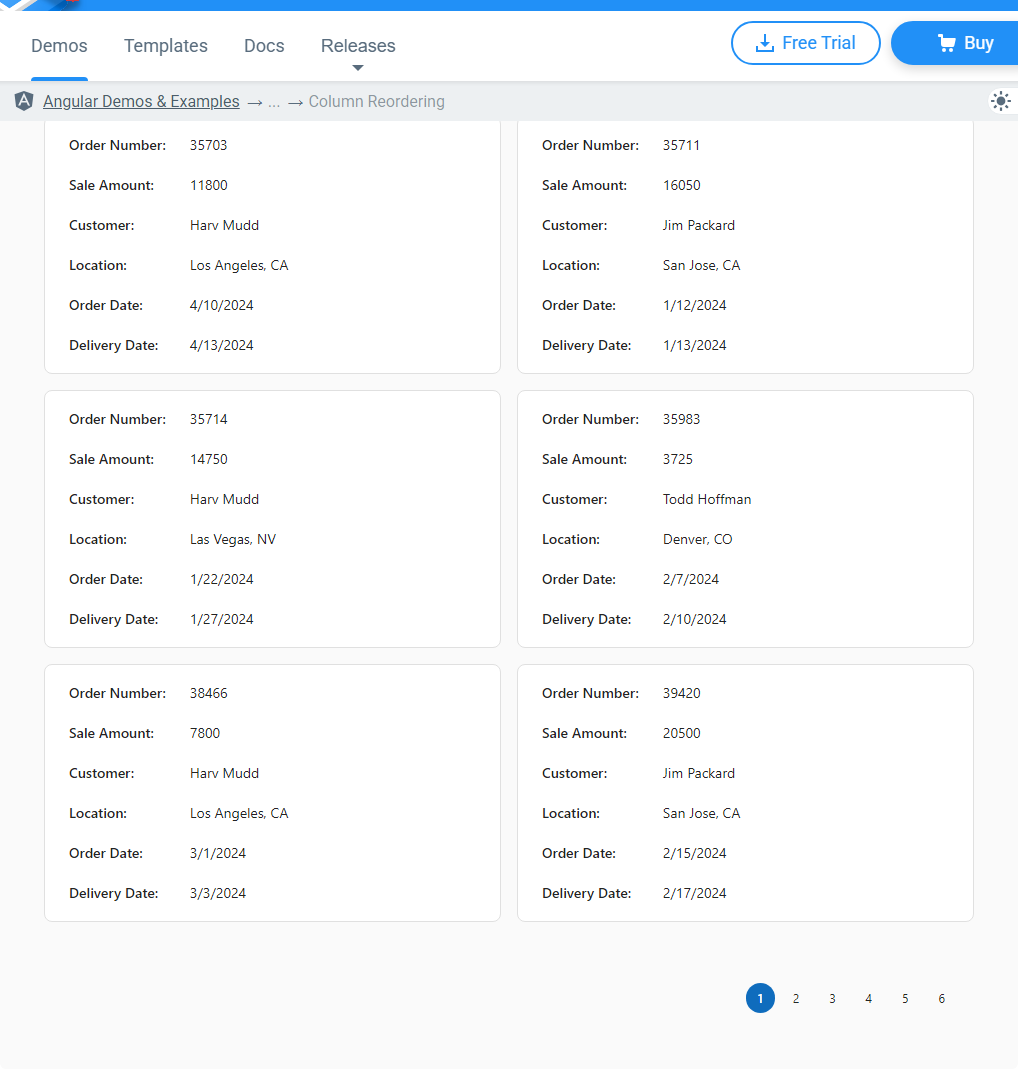 Demos Templates Docs Releases Free Trial Buy
Angular Demos & Examples → ... → Column Reordering
Order Number: 35703
Sale Amount: 11800
Customer: Harv Mudd
Location: Los Angeles, CA
Order Date: 4/10/2024
Delivery Date: 4/13/2024
Order Number: 35711
Sale Amount: 16050
Customer: Jim Packard
Location: San Jose, CA
Order Date: 1/12/2024
Delivery Date: 1/13/2024
Order Number: 35714
Sale Amount: 14750
Customer: Harv Mudd
Location: Las Vegas, NV
Order Date: 1/22/2024
Delivery Date: 1/27/2024
Order Number: 35983
Sale Amount: 3725
Customer: Todd Hoffman
Location: Denver, CO
Order Date: 2/7/2024
Delivery Date: 2/10/2024
Order Number: 38466
Sale Amount: 7800
Customer: Harv Mudd
Location: Los Angeles, CA
Order Date: 3/1/2024
Delivery Date: 3/3/2024
Order Number: 39420
Sale Amount: 20500
Customer: Jim Packard
Location: San Jose, CA
Order Date: 2/15/2024
Delivery Date: 2/17/2024
1 2 3 4 5 6